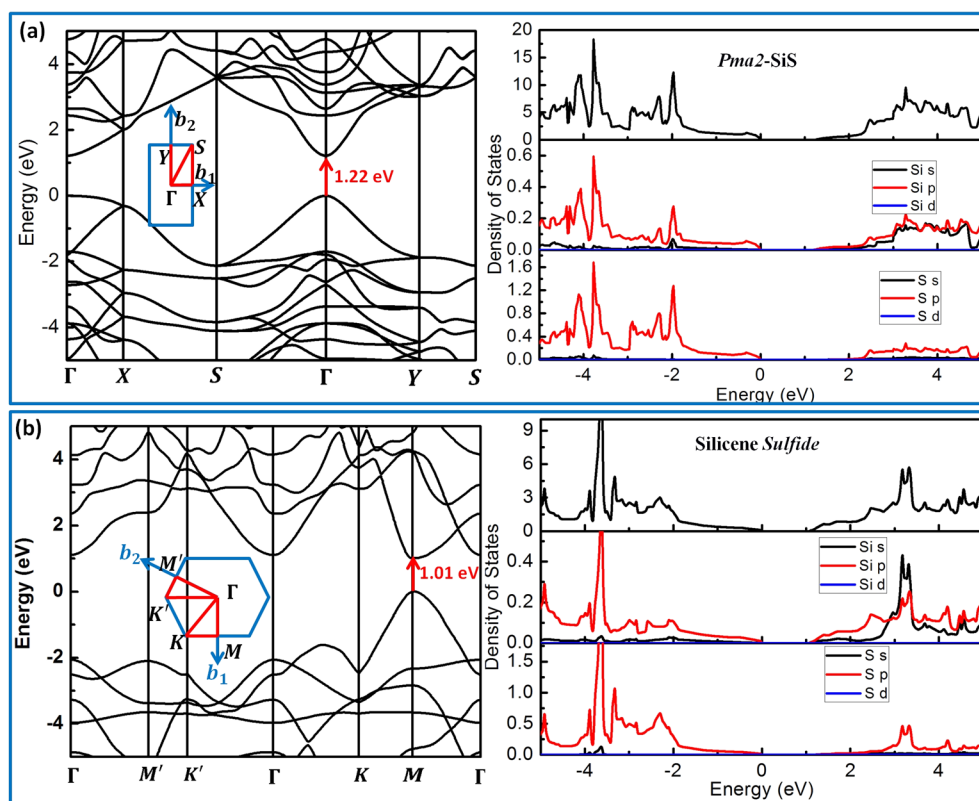 (a)
Energy (eV)
4
2
0
-2
-4
b₂
S
Y
b₁
Γ
X
1.22 eV
Γ X S Γ Y S
Pma2-SiS
Density of States
20
15
10
5
0
0.6
0.4
0.2
0.0
Si s
Si p
Si d
1.6
1.2
0.8
0.4
0.0
S s
S p
S d
-4 -2 0 2 4
Energy (eV)
(b)
Energy (eV)
4
2
0
-2
-4
b₂
M′
Γ
K′
K
M
b₁
1.01 eV
Γ M′ K′ Γ K M Γ
Silicene Sulfide
Density of States
9
6
3
0
0.4
0.2
0.0
Si s
Si p
Si d
1.5
1.0
0.5
0.0
S s
S p
S d
-4 -2 0 2 4
Energy (eV)